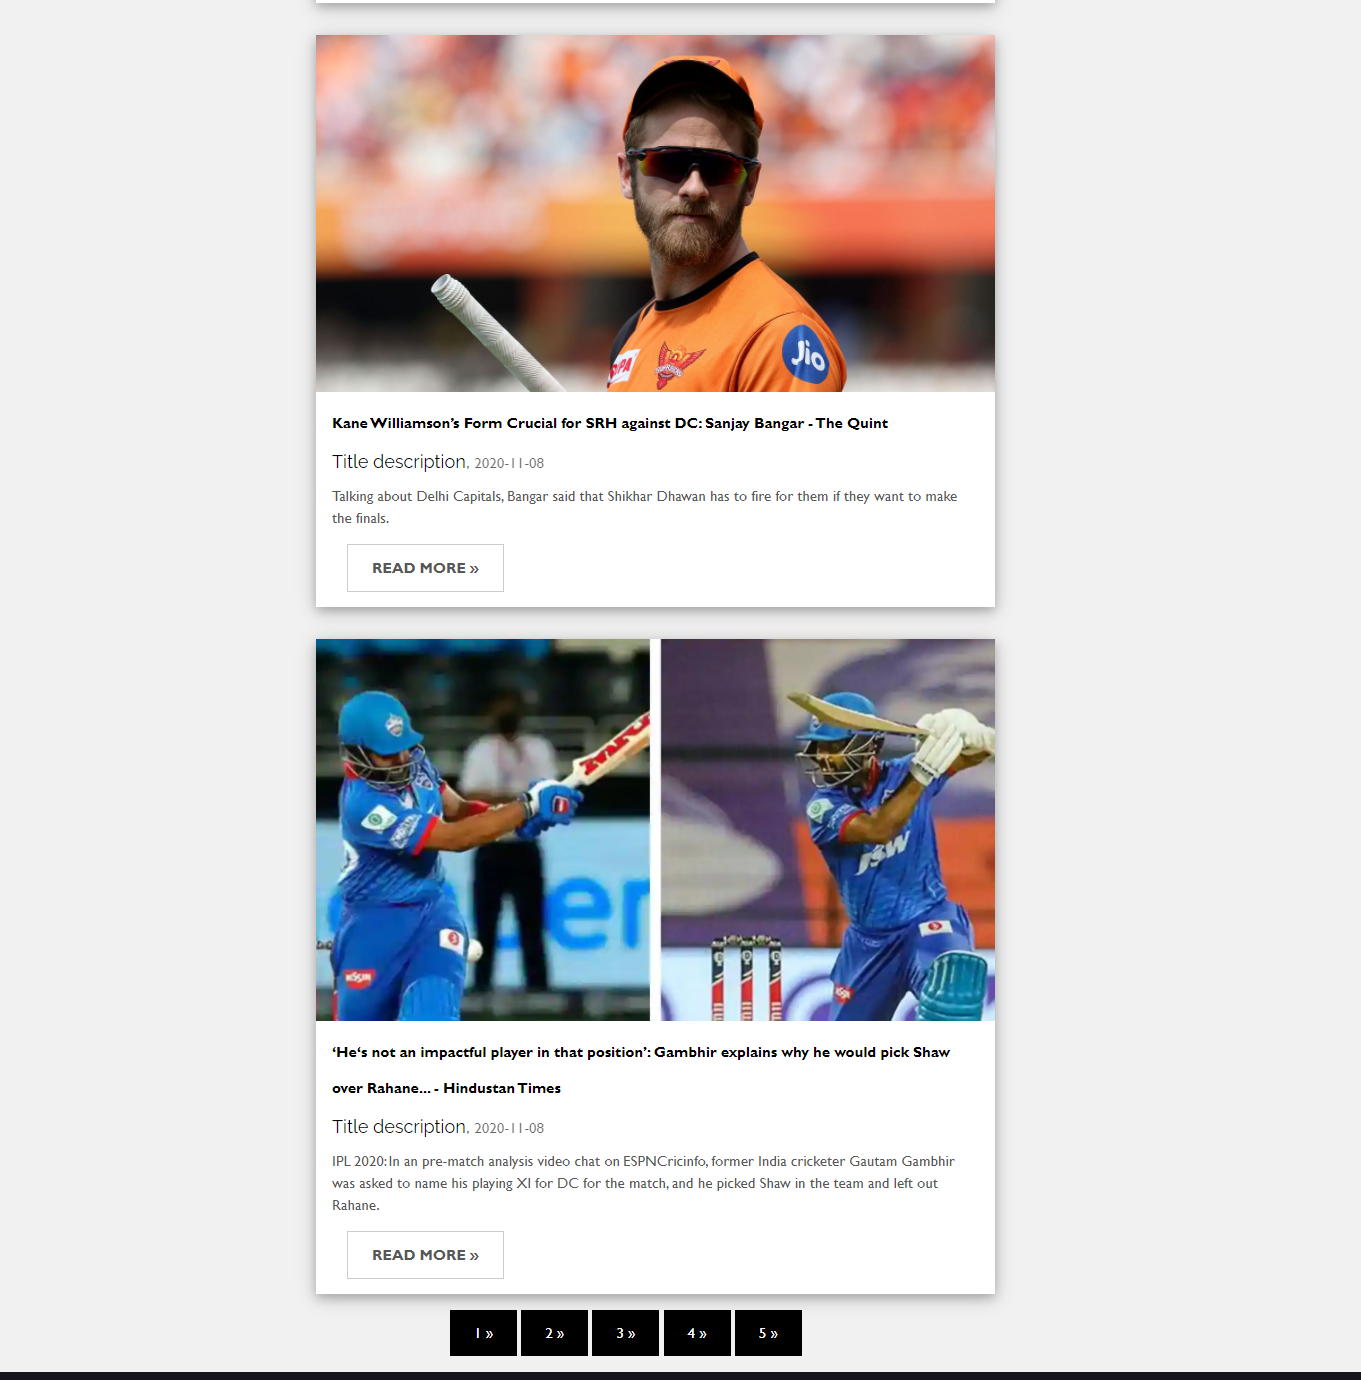 Jio
Kane Williamson’s Form Crucial for SRH against DC: Sanjay Bangar - The Quint
Title description, 2020-11-08
Talking about Delhi Capitals, Bangar said that Shikhar Dhawan has to fire for them if they want to make
the finals.
READ MORE »
er
JSW
‘He‘s not an impactful player in that position’: Gambhir explains why he would pick Shaw
over Rahane... - Hindustan Times
Title description, 2020-11-08
IPL 2020: In an pre-match analysis video chat on ESPNCricinfo, former India cricketer Gautam Gambhir
was asked to name his playing XI for DC for the match, and he picked Shaw in the team and left out
Rahane.
READ MORE »
1 » 2 » 3 » 4 » 5 »